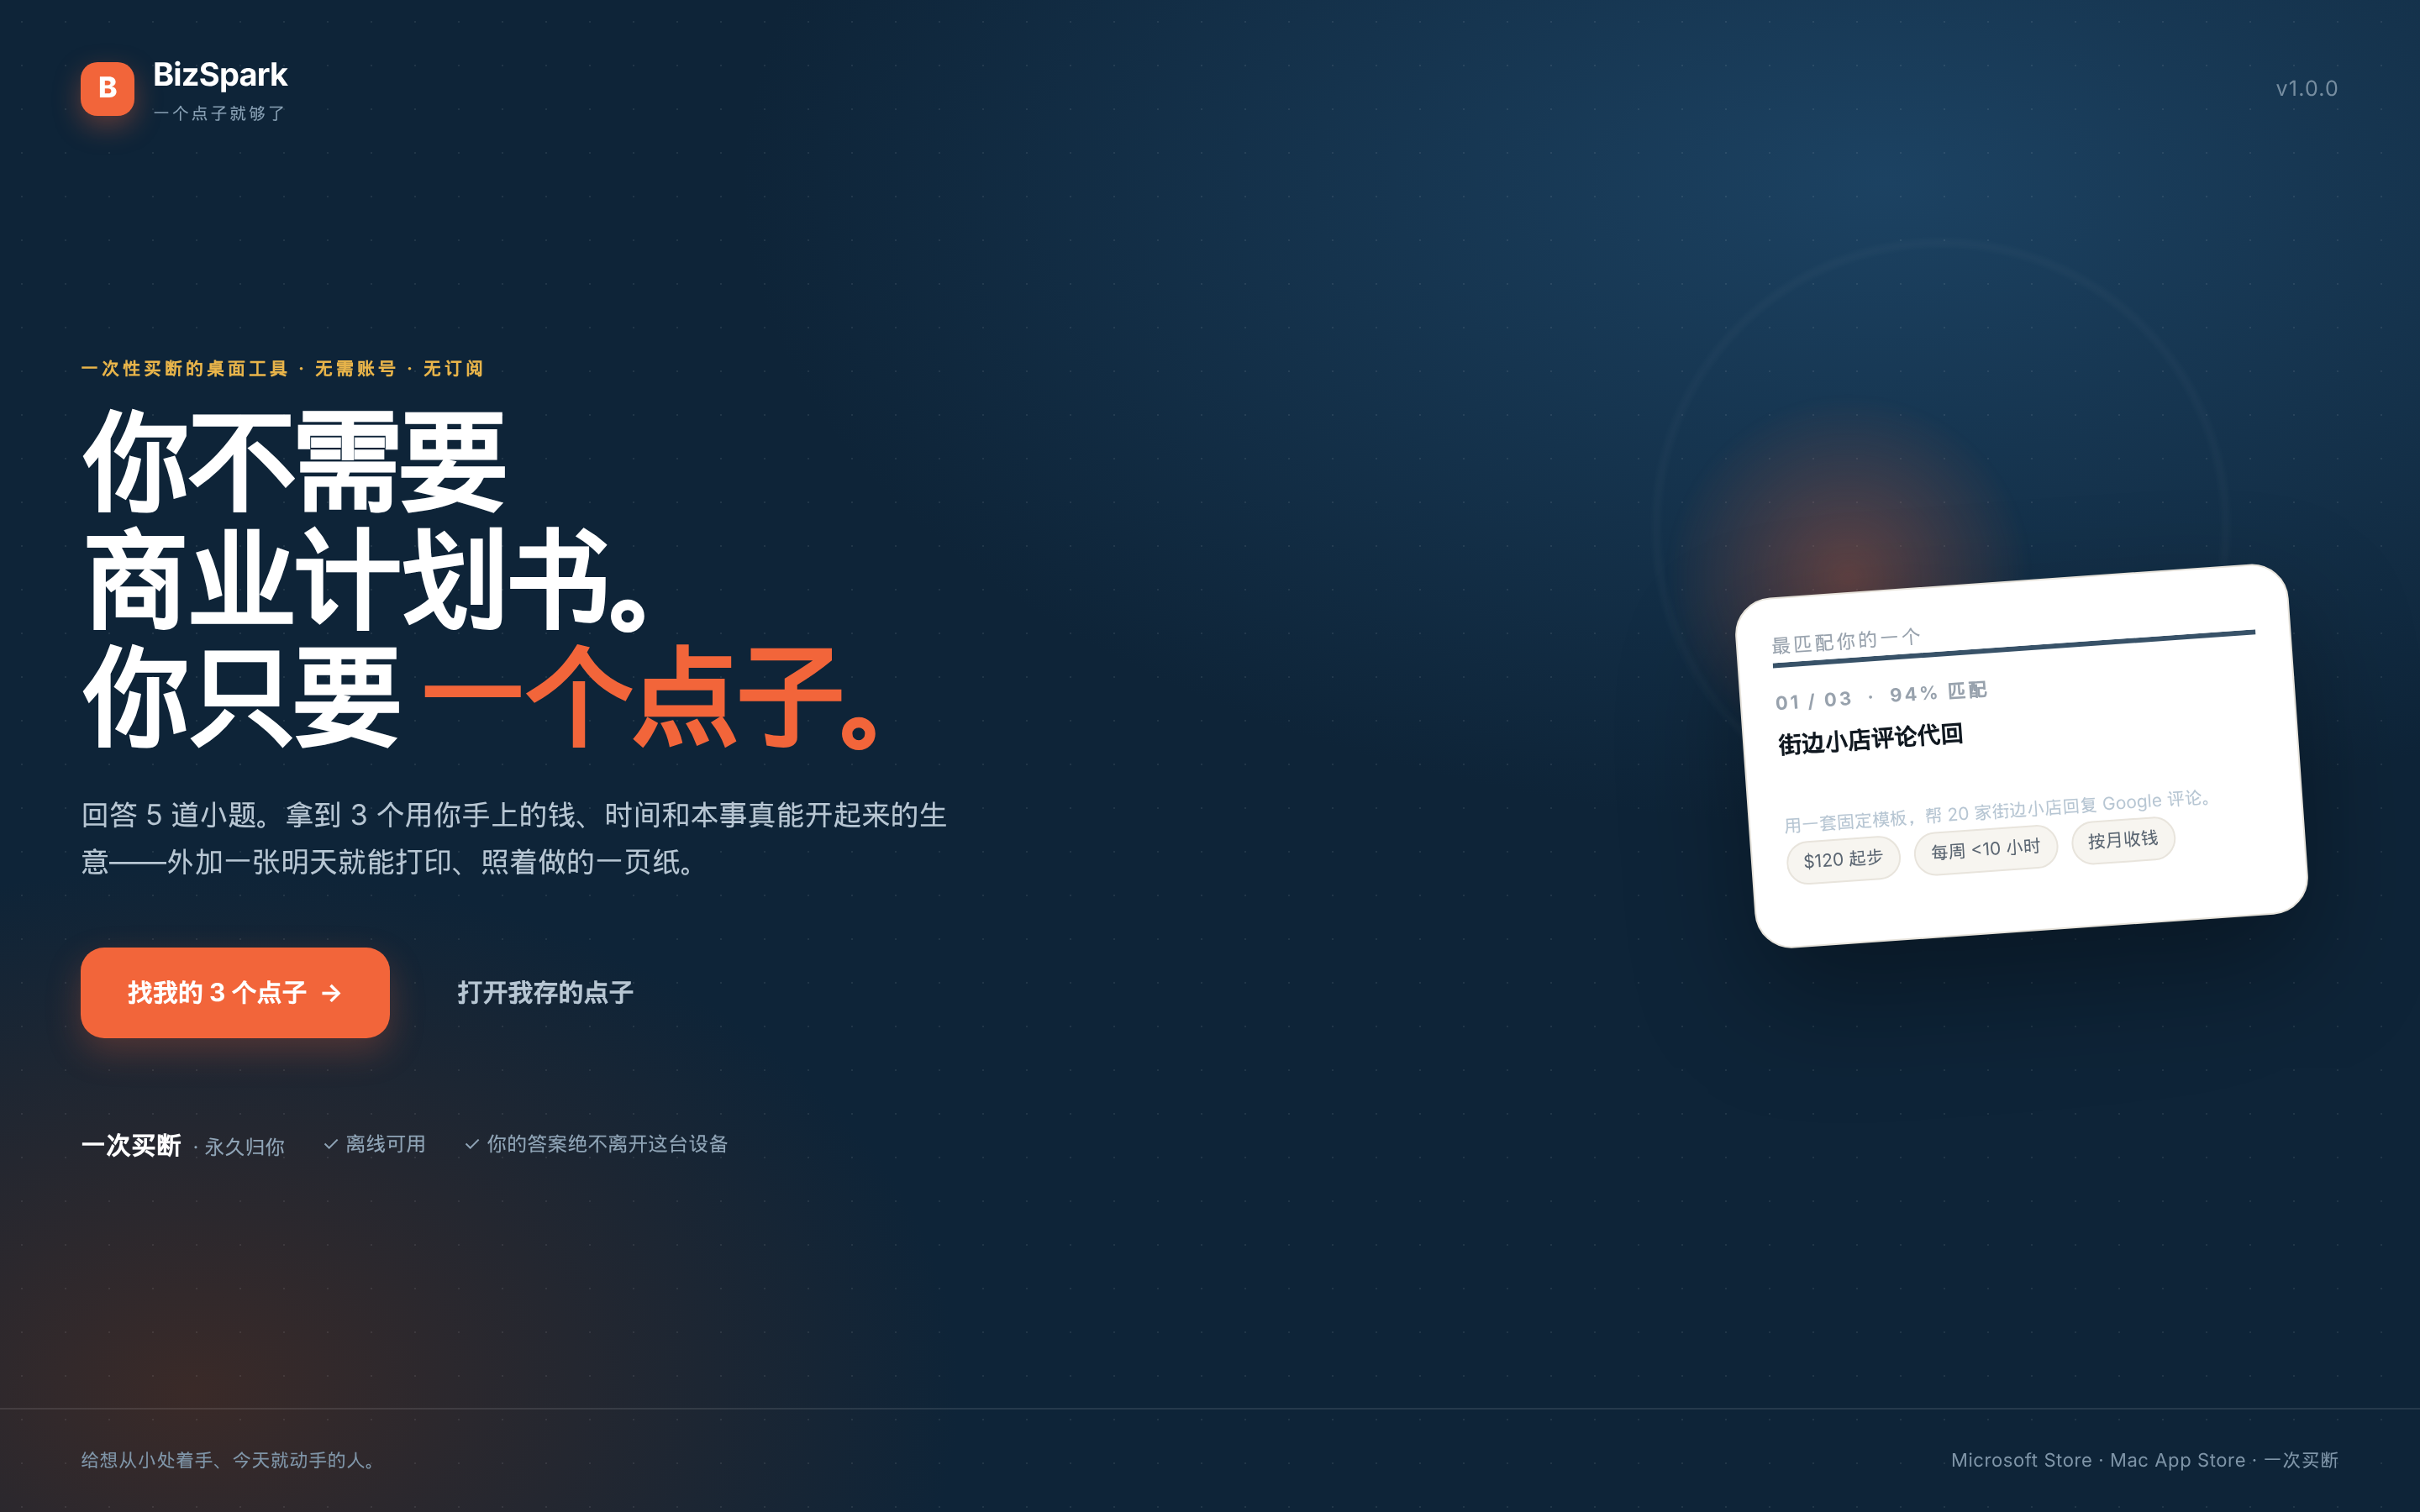 B
BizSpark
一个点子就够了
v1.0.0
一次性买断的桌面工具 · 无需账号 · 无订阅
你不需要
商业计划书。
你只要 一个点子。
回答 5 道小题。拿到 3 个用你手上的钱、时间和本事真能开起来的生
意——外加一张明天就能打印、照着做的一页纸。
找我的 3 个点子 →
打开我存的点子
一次买断 · 永久归你 ✓ 离线可用 ✓ 你的答案绝不离开这台设备
最匹配你的一个
01 / 03 · 94% 匹配
街边小店评论代回
用一套固定模板，帮 20 家街边小店回复 Google 评论。
$120 起步 每周 <10 小时 按月收钱
给想从小处着手、今天就动手的人。
Microsoft Store · Mac App Store · 一次买断